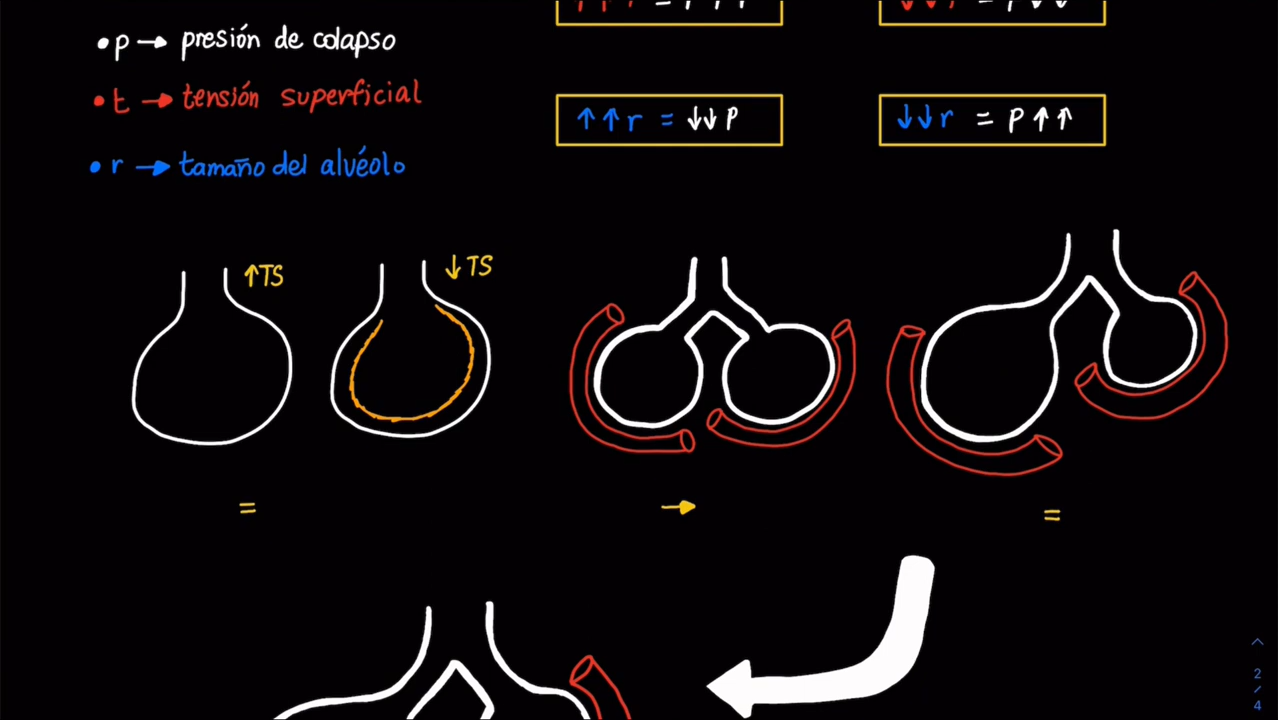 • p → presión de colapso
• t → tensión superficial
• r → tamaño del alvéolo
↑↑r = ↓↓P
↓↓r = P↑↑
↑TS
↓TS
=
→
=
2/4